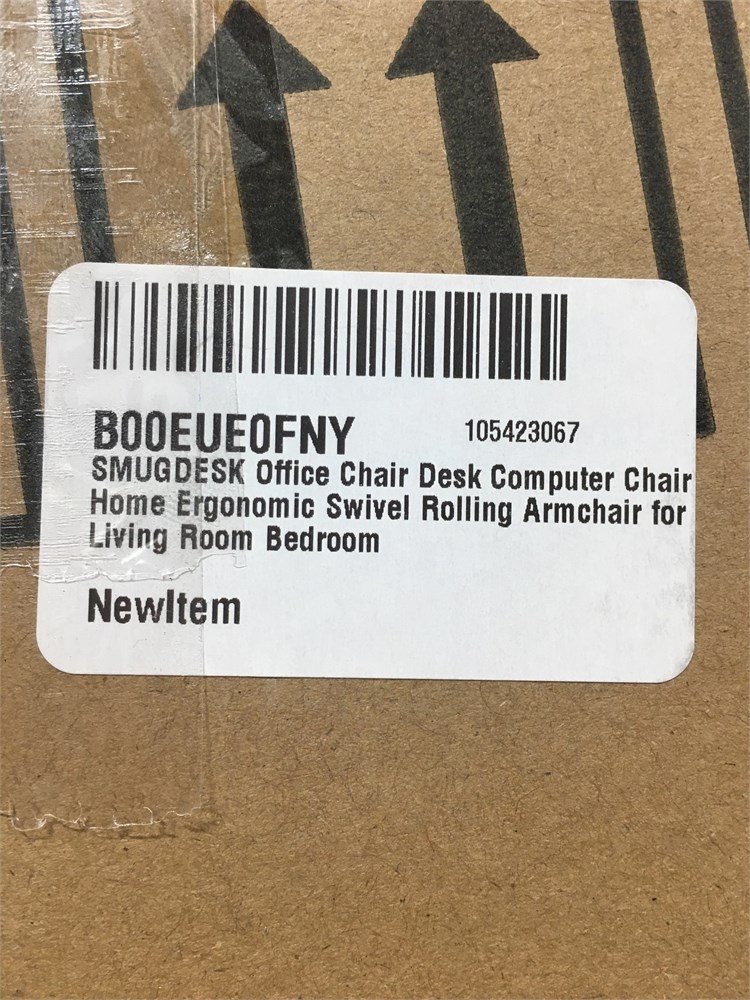 B00EUE0FNY 105423067
SMUGDESK Office Chair Desk Computer Chair
Home Ergonomic Swivel Rolling Armchair for
Living Room Bedroom
NewItem